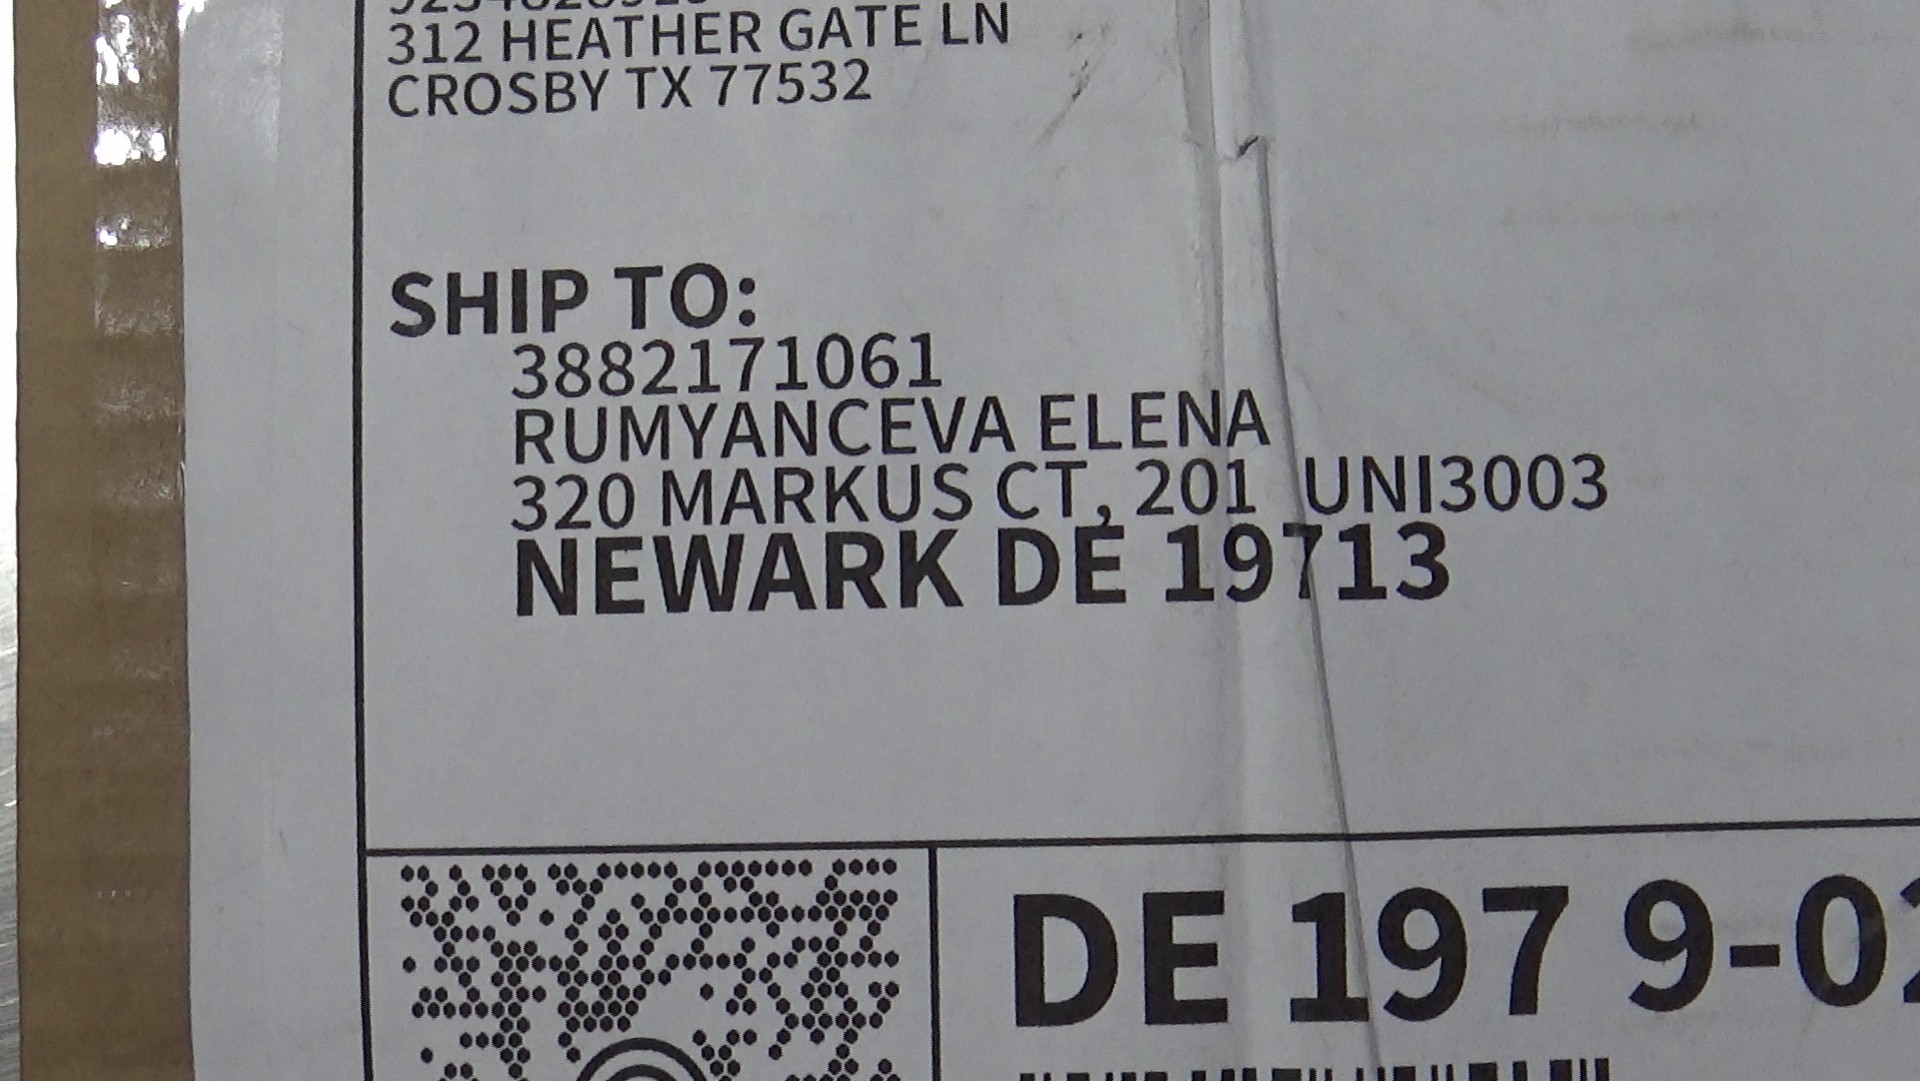 312 HEATHER GATE LN
CROSBY TX 77532
SHIP TO:
3882171061
RUMYANCEVA ELENA
320 MARKUS CT, 201 UNI3003
NEWARK DE 19713
DE 197 9-02